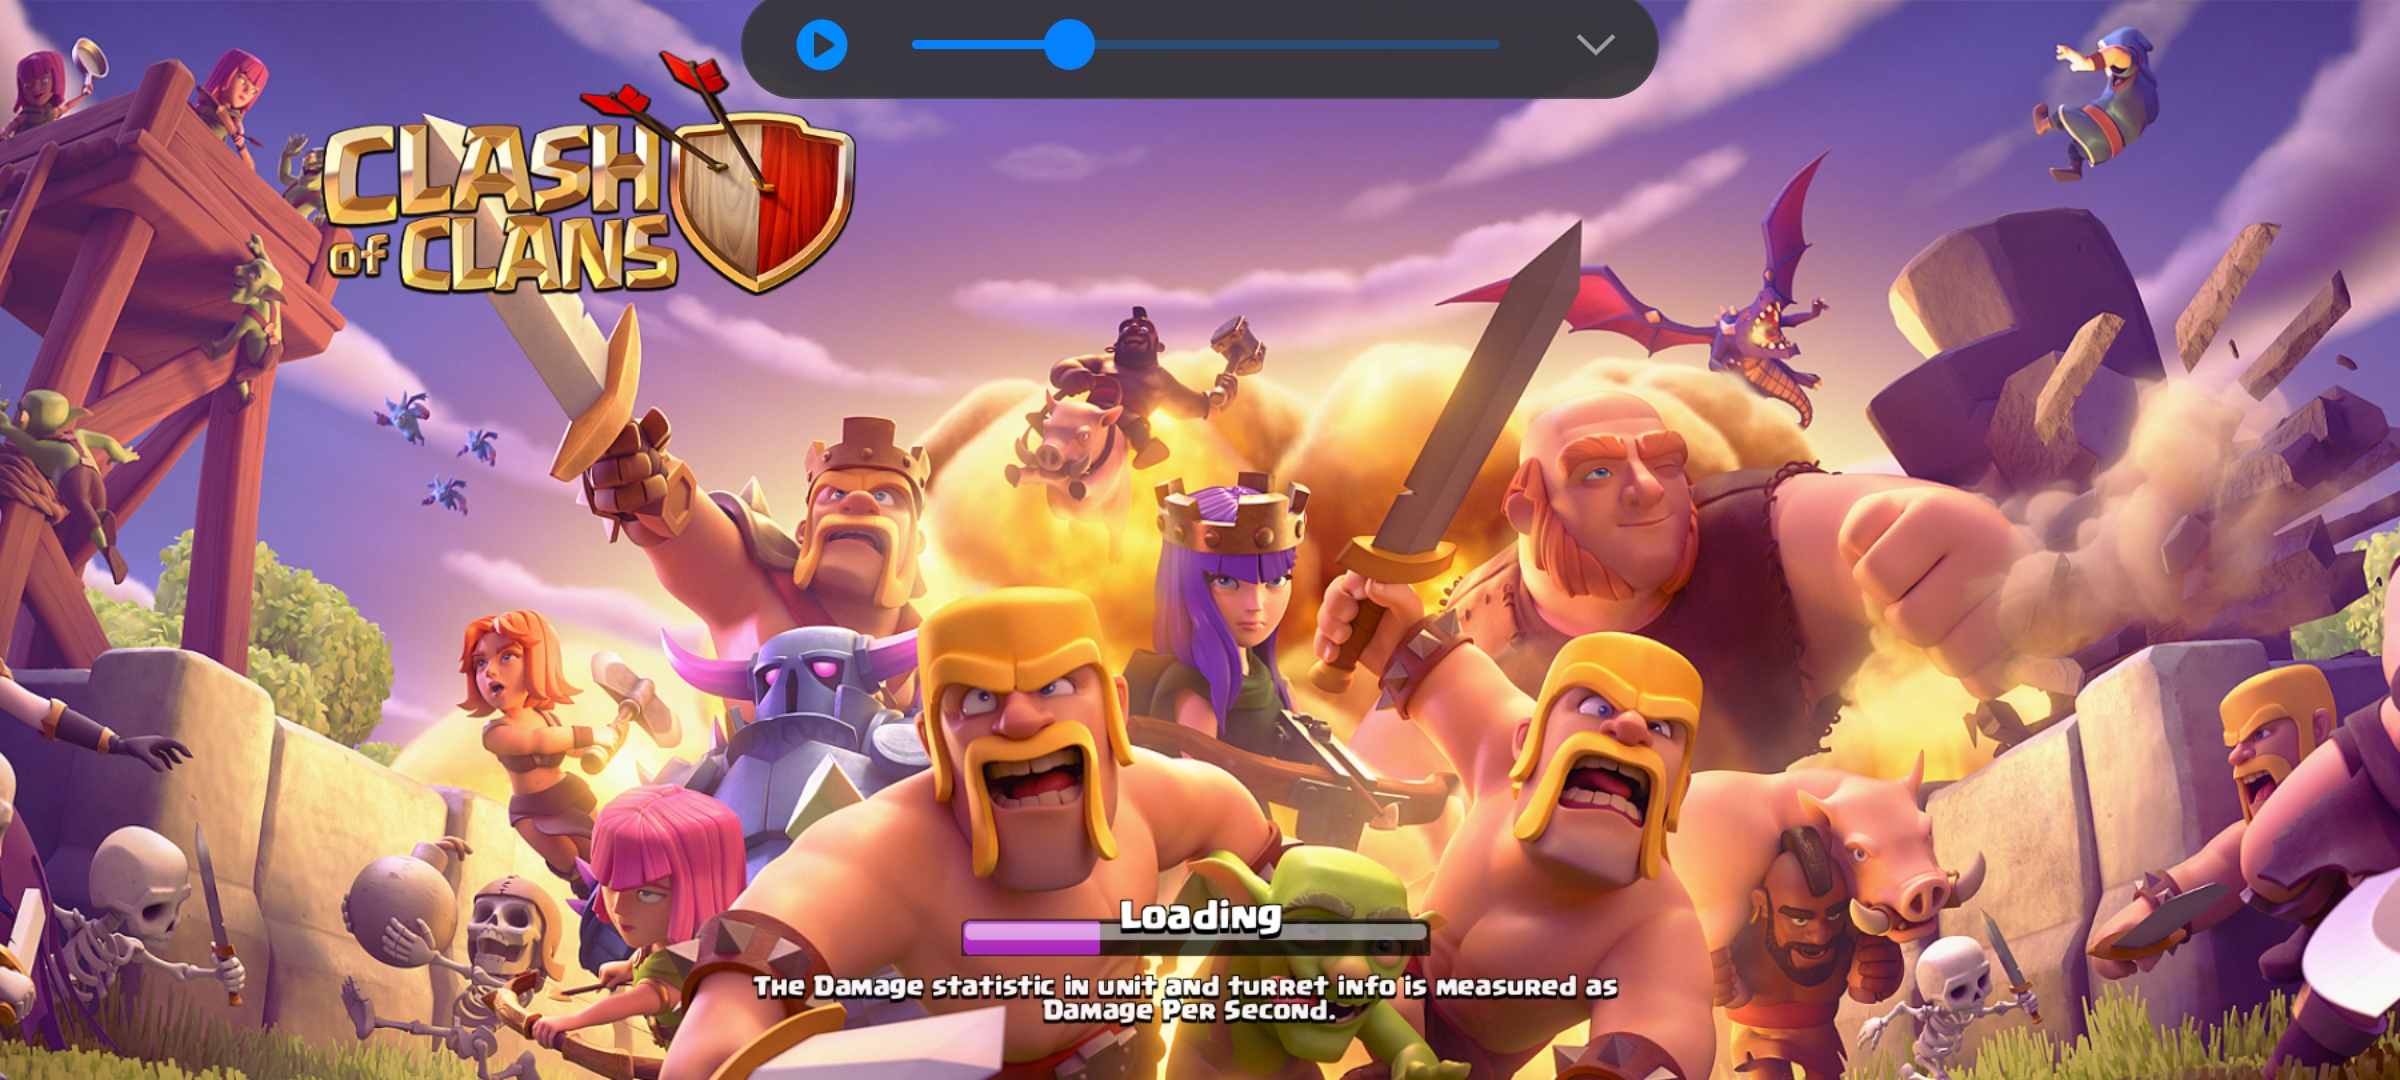 CLASH
OF CLANS
Loading
The Damage statistic in unit and turret info is measured as
Damage Per Second.